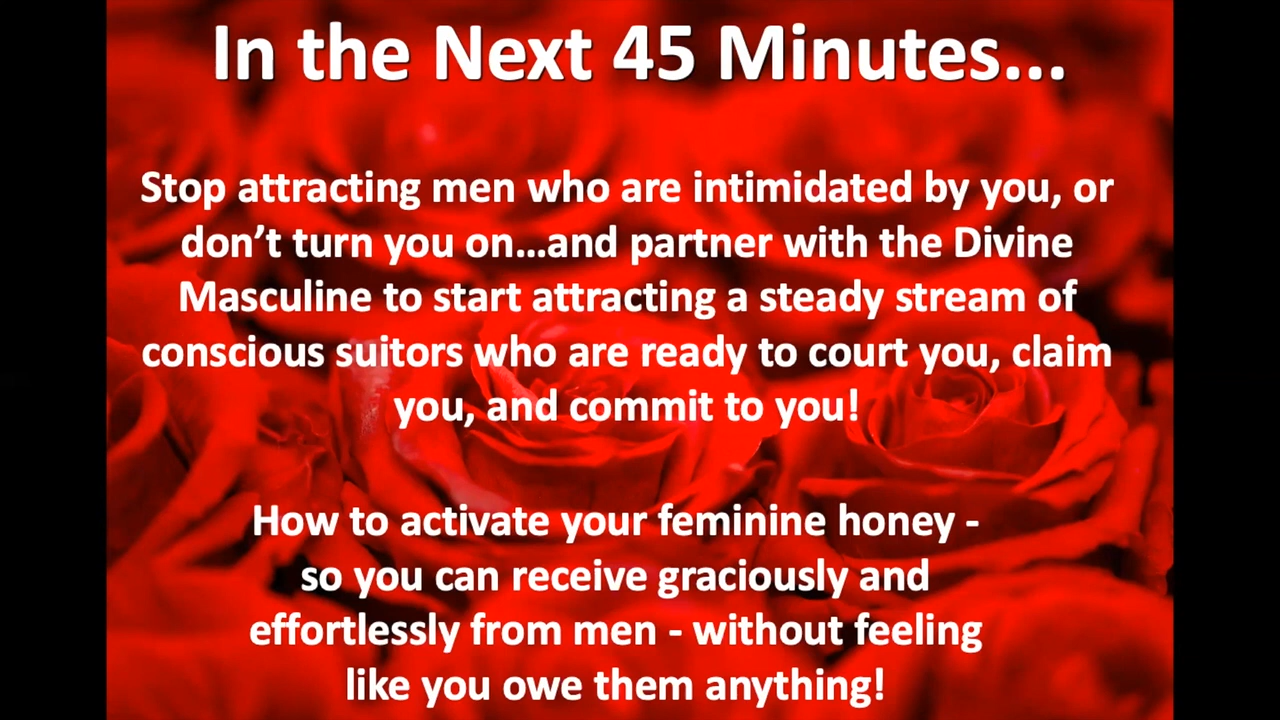 In the Next 45 Minutes...
Stop attracting men who are intimidated by you, or
don’t turn you on...and partner with the Divine
Masculine to start attracting a steady stream of
conscious suitors who are ready to court you, claim
you, and commit to you!
How to activate your feminine honey -
so you can receive graciously and
effortlessly from men - without feeling
like you owe them anything!